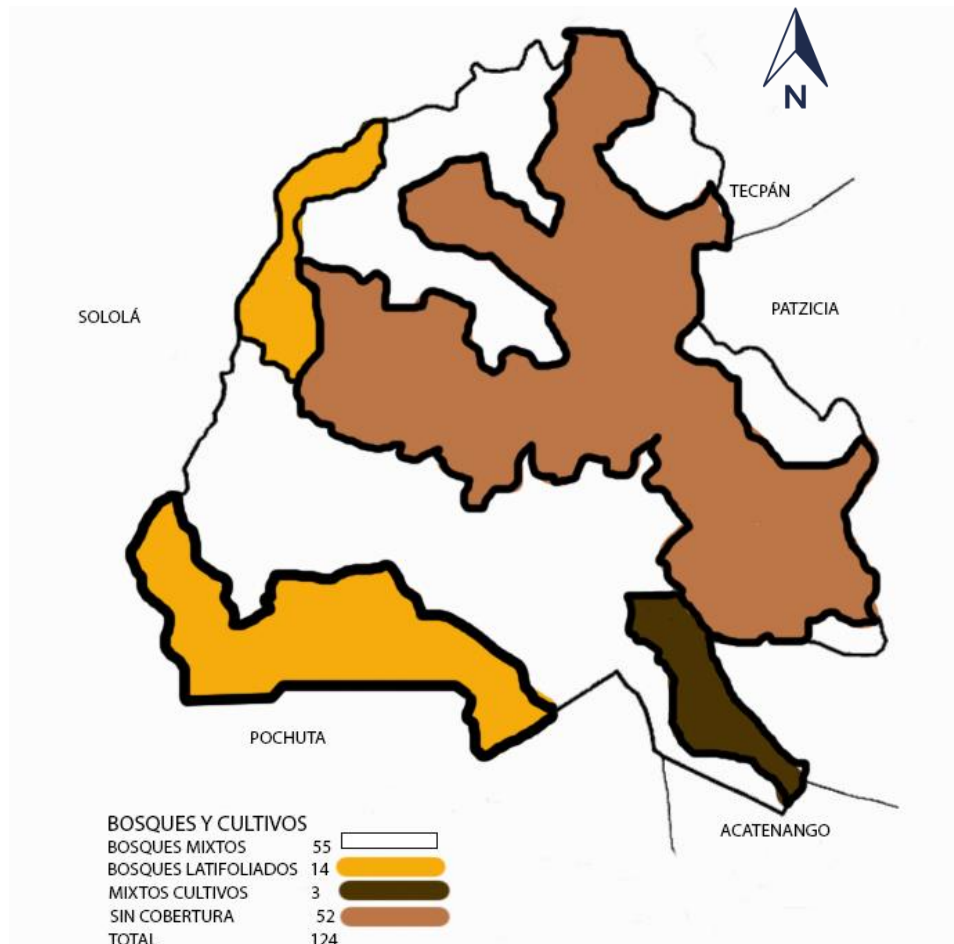 N
TECPÁN
PATZICIA
SOLOLÁ
POCHUTA
ACATENANGO
BOSQUES Y CULTIVOS
BOSQUES MIXTOS 55
BOSQUES LATIFOLIADOS 14
MIXTOS CULTIVOS 3
SIN COBERTURA 52
TOTAL 124